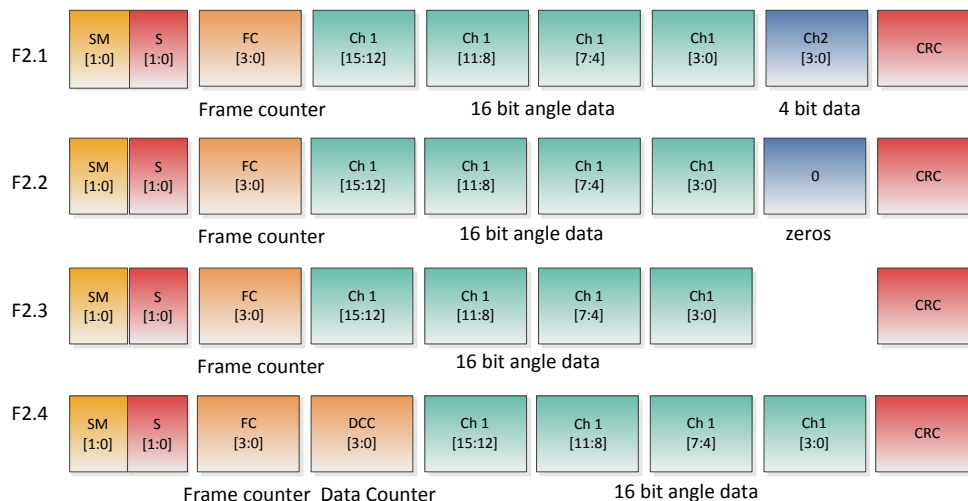 F2.1
SM [1:0]
S [1:0]
FC [3:0]
Ch 1 [15:12]
Ch 1 [11:8]
Ch 1 [7:4]
Ch1 [3:0]
Ch2 [3:0]
CRC
Frame counter
16 bit angle data
4 bit data
F2.2
SM [1:0]
S [1:0]
FC [3:0]
Ch 1 [15:12]
Ch 1 [11:8]
Ch 1 [7:4]
Ch1 [3:0]
0
CRC
Frame counter
16 bit angle data
zeros
F2.3
SM [1:0]
S [1:0]
FC [3:0]
Ch 1 [15:12]
Ch 1 [11:8]
Ch 1 [7:4]
Ch1 [3:0]
CRC
Frame counter
16 bit angle data
F2.4
SM [1:0]
S [1:0]
FC [3:0]
DCC [3:0]
Ch 1 [15:12]
Ch 1 [11:8]
Ch 1 [7:4]
Ch1 [3:0]
CRC
Frame counter
Data Counter
16 bit angle data